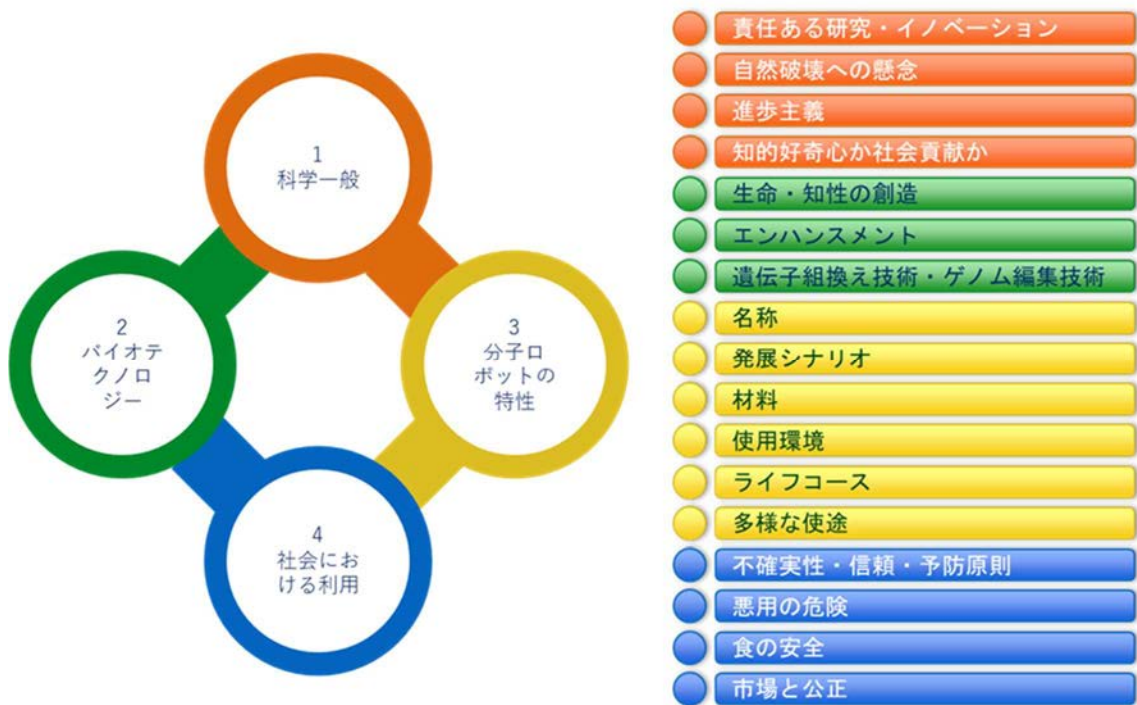 1
科学一般
2
バイオテ
クノロ
ジー
3
分子ロ
ボットの
特性
4
社会にお
ける利用
責任ある研究・イノベーション
自然破壊への懸念
進歩主義
知的好奇心か社会貢献か
生命・知性の創造
エンハンスメント
遺伝子組換え技術・ゲノム編集技術
名称
発展シナリオ
材料
使用環境
ライフコース
多様な使途
不確実性・信頼・予防原則
悪用の危険
食の安全
市場と公正